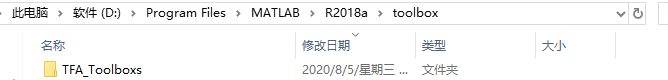 此电脑 > 软件 (D:) > Program Files > MATLAB > R2018a > toolbox
名称 修改日期 类型 大小
TFA_Toolboxs 2020/8/5/星期三 ... 文件夹